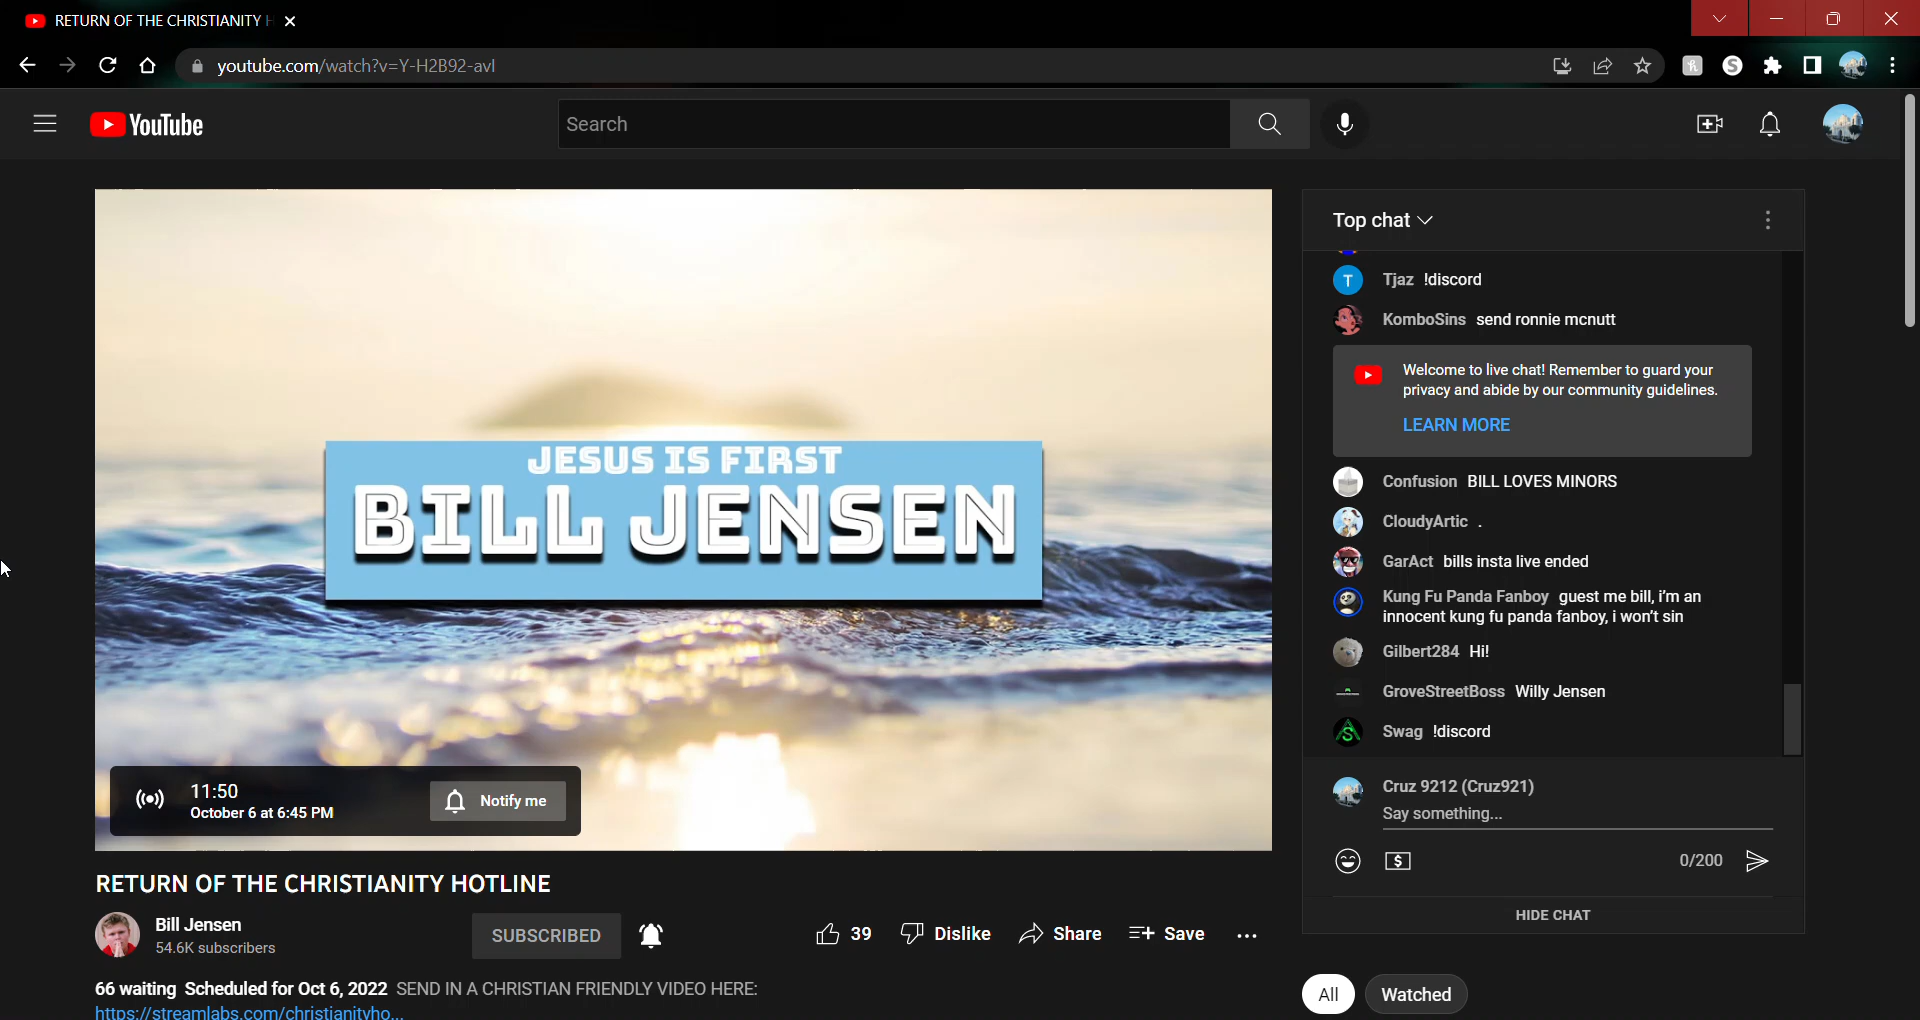 RETURN OF THE CHRISTIANITY H
youtube.com/watch?v=Y-H2B92-avI
YouTube
Search
JESUS IS FIRST
BILL JENSEN
11:50
October 6 at 6:45 PM
Notify me
RETURN OF THE CHRISTIANITY HOTLINE
Bill Jensen
54.6K subscribers
SUBSCRIBED
39
Dislike
Share
Save
66 waiting Scheduled for Oct 6, 2022 SEND IN A CHRISTIAN FRIENDLY VIDEO HERE:
https://streamlabs.com/christianityho...
Top chat
T
Tjaz !discord
KomboSins send ronnie mcnutt
Welcome to live chat! Remember to guard your
privacy and abide by our community guidelines.
LEARN MORE
Confusion BILL LOVES MINORS
CloudyArtic .
GarAct bills insta live ended
Kung Fu Panda Fanboy guest me bill, i'm an
innocent kung fu panda fanboy, i won't sin
Gilbert284 Hi!
GroveStreetBoss Willy Jensen
Swag !discord
Cruz 9212 (Cruz921)
Say something...
0/200
HIDE CHAT
All
Watched